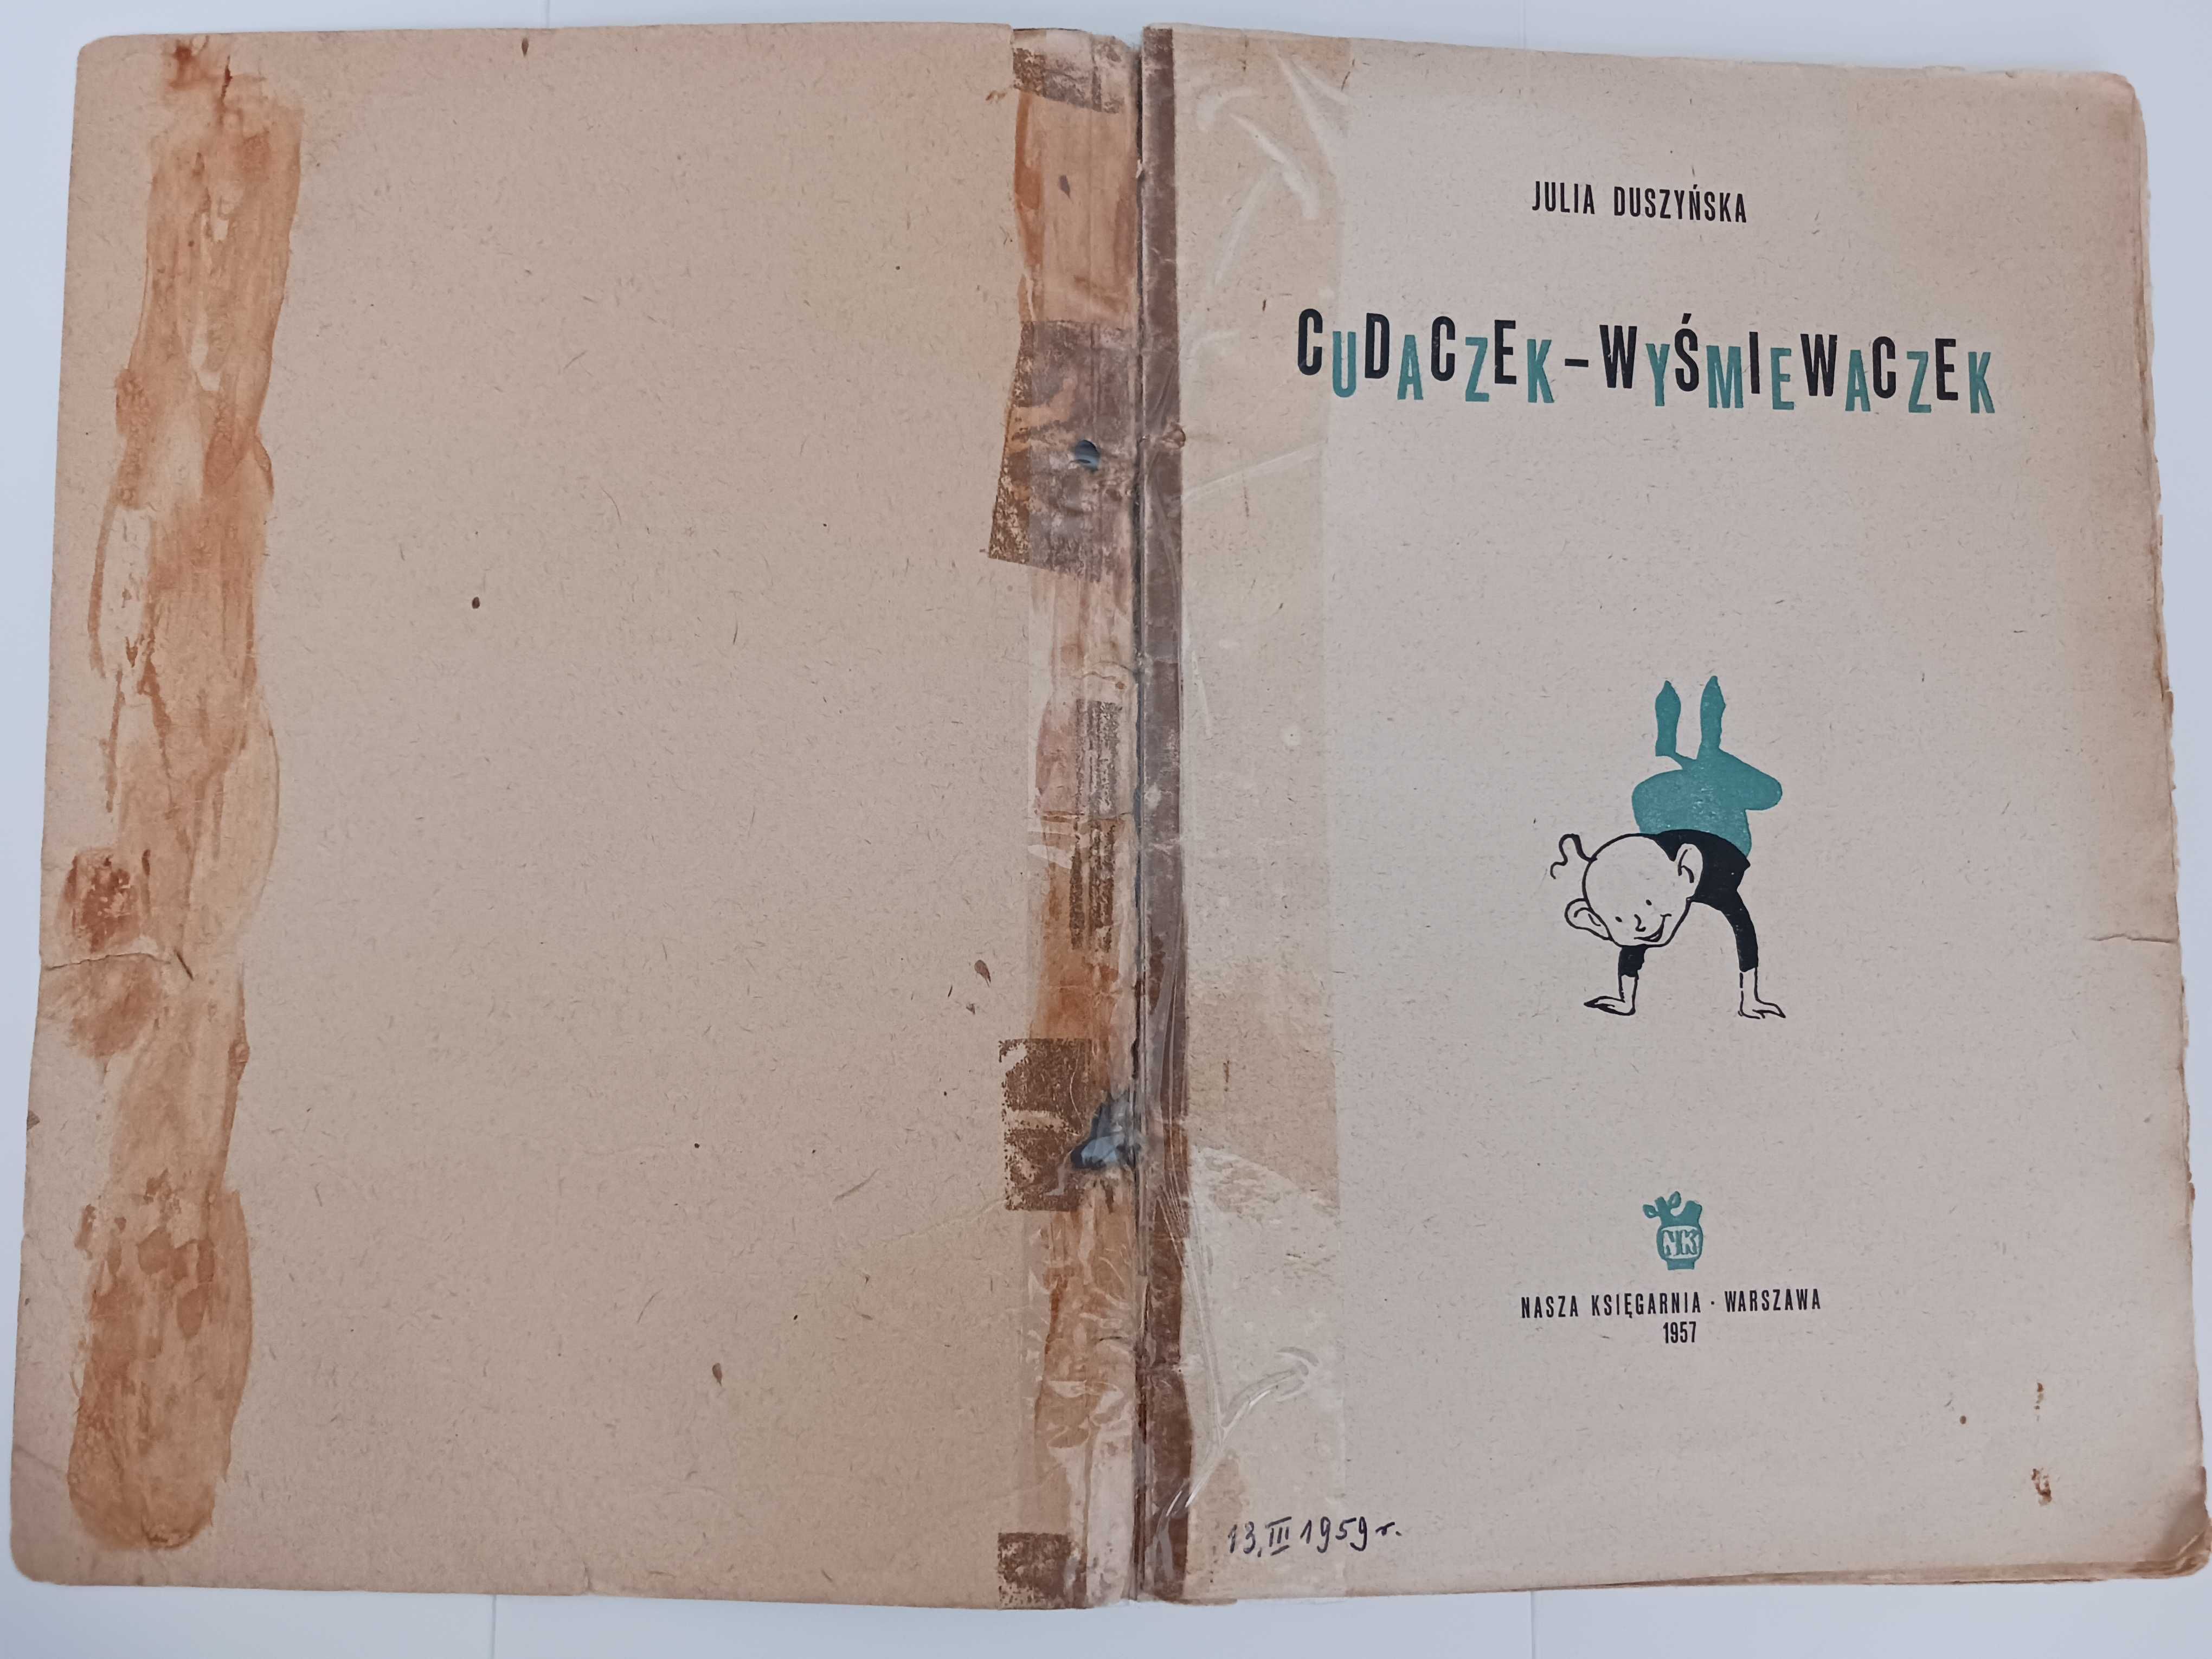 JULIA DUSZYŃSKA
CUDACZEK-WYŚMIEWACZEK
NK
NASZA KSIĘGARNIA · WARSZAWA
1957
13.III 1959 r.